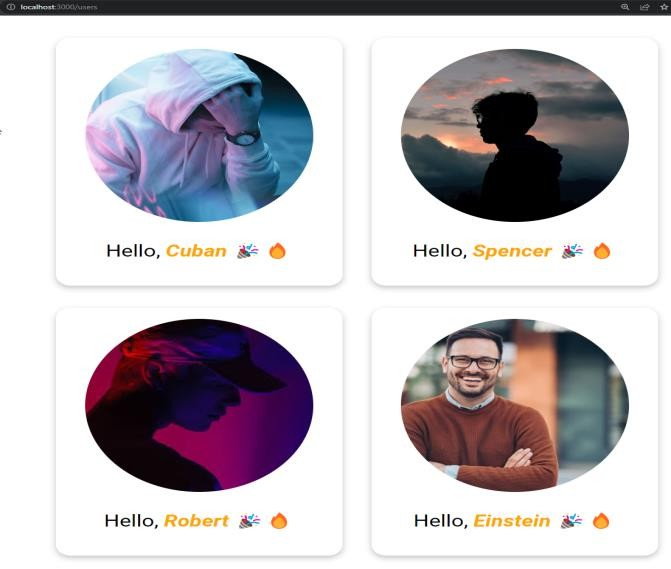 localhost:3000/users
Hello, Cuban 🎉 🔥
Hello, Spencer 🎉 🔥
Hello, Robert 🎉 🔥
Hello, Einstein 🎉 🔥